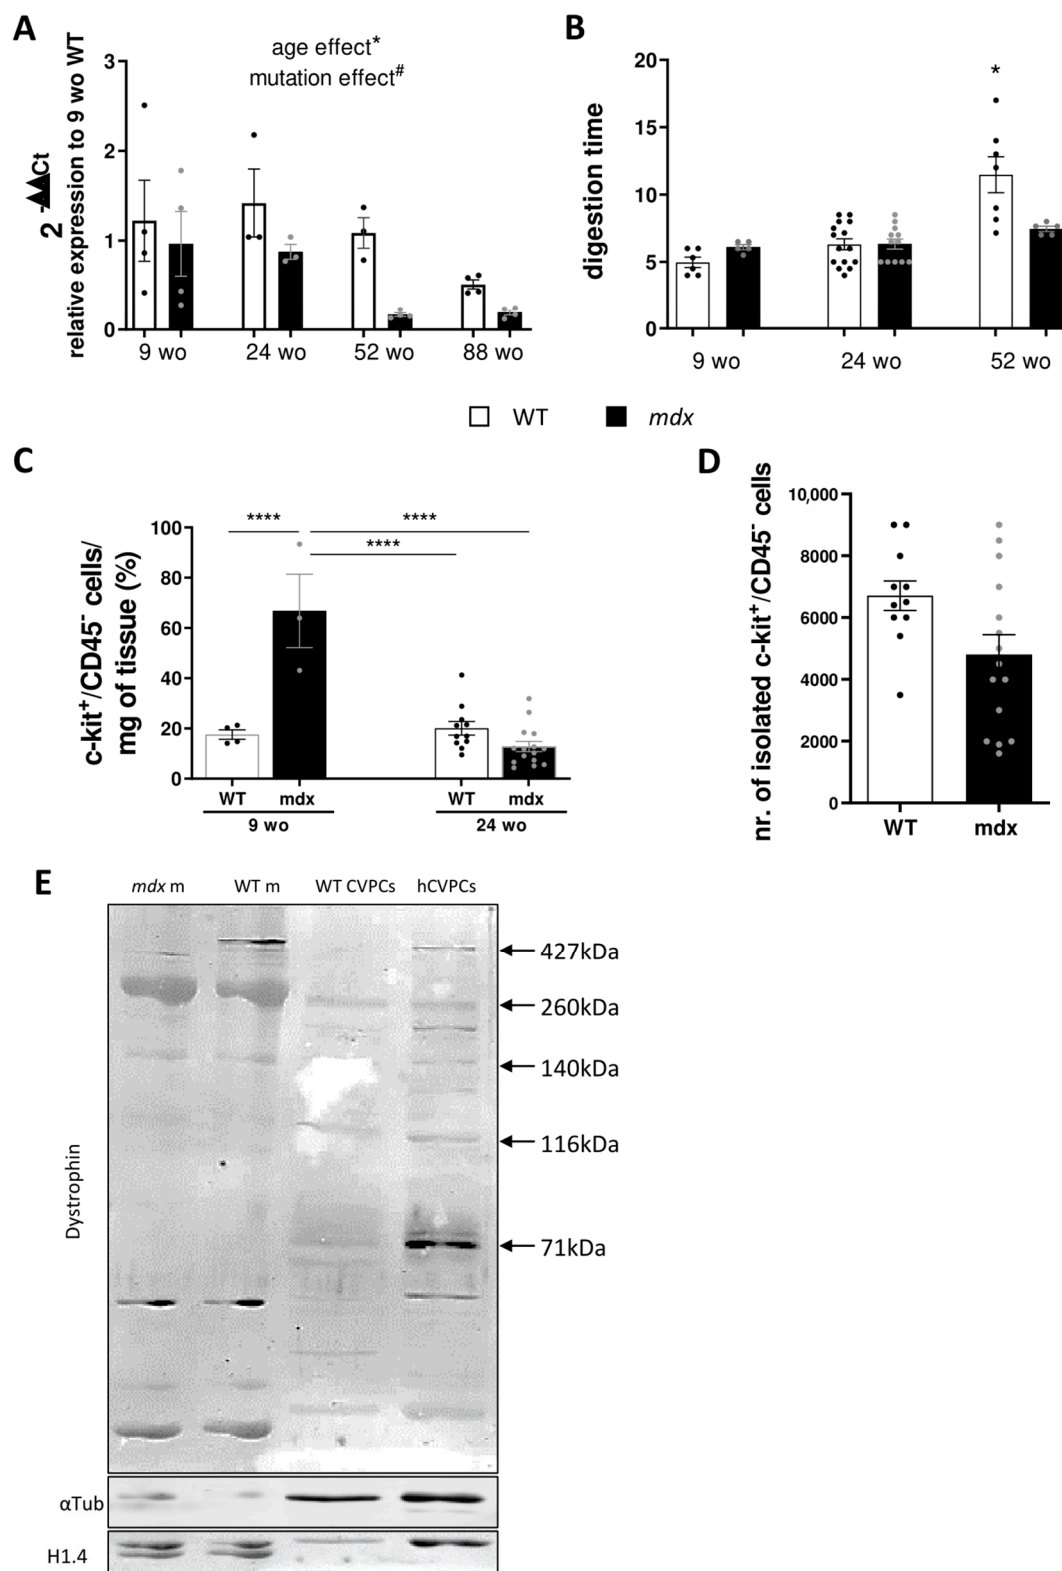 A
relative expression to 9 wo WT
2 -▲▲Ct
age effect*
mutation effect#
3
2
1
0
9 wo
24 wo
52 wo
88 wo
B
digestion time
20
15
10
5
0
*
9 wo
24 wo
52 wo
WT
mdx
C
c-kit+/CD45- cells/
mg of tissue (%)
100
80
60
40
20
0
****
****
****
WT
mdx
WT
mdx
9 wo
24 wo
D
nr. of isolated c-kit+/CD45- cells
10,000
8000
6000
4000
2000
0
WT
mdx
E
mdx m
WT m
WT CVPCs
hCVPCs
Dystrophin
427kDa
260kDa
140kDa
116kDa
71kDa
αTub
H1.4